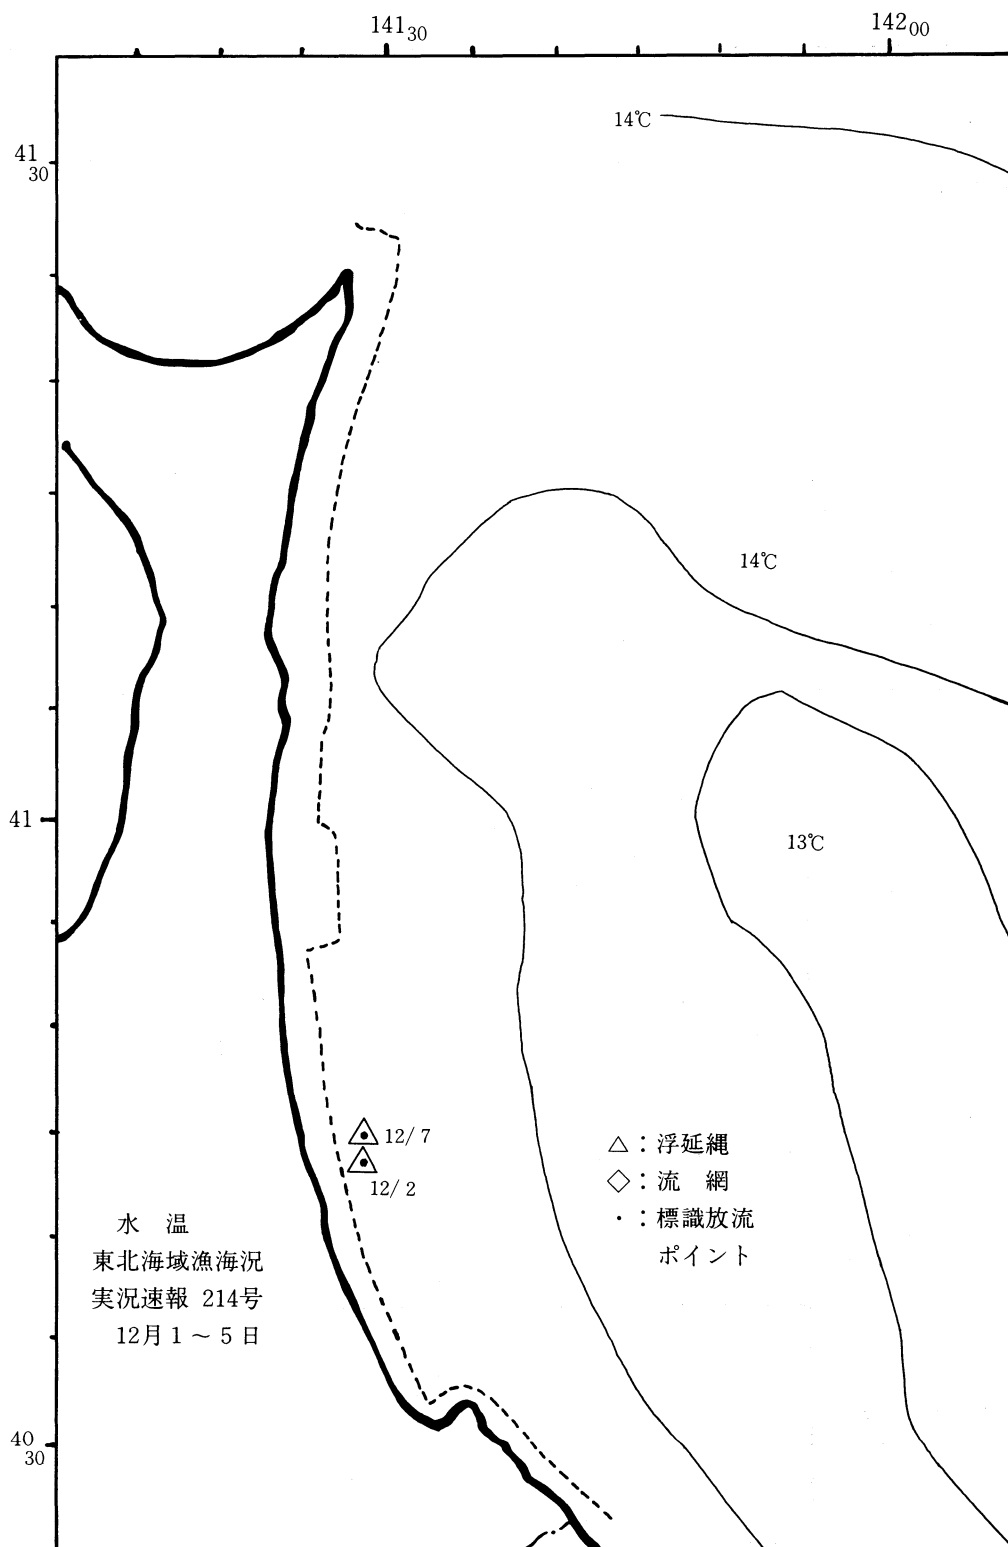 141 30
142 00
14℃
41 30
14℃
41
13℃
12/7
12/2
△：浮延縄
◇：流　網
・：標識放流
ポイント
水　温
東北海域漁海況
実況速報 214号
12月1～5日
40 30